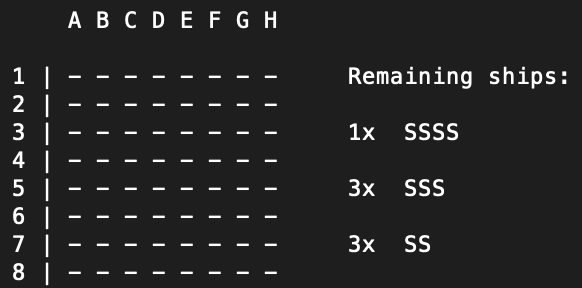 A B C D E F G H
1 | - - - - - - - - Remaining ships:
2 | - - - - - - - -
3 | - - - - - - - - 1x SSSS
4 | - - - - - - - -
5 | - - - - - - - - 3x SSS
6 | - - - - - - - -
7 | - - - - - - - - 3x SS
8 | - - - - - - - -